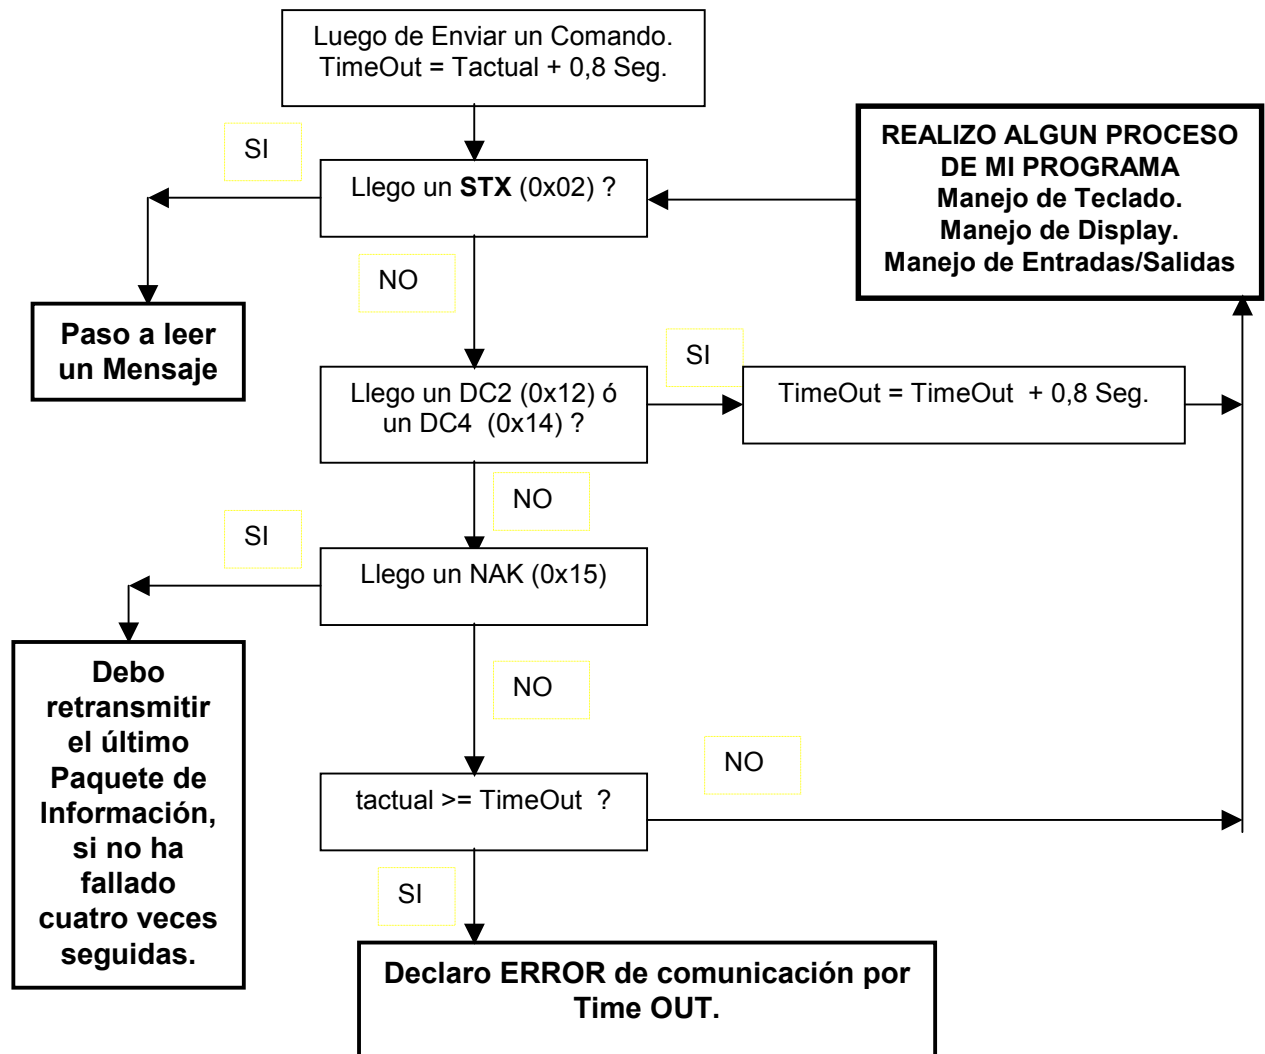 Luego de Enviar un Comando.
TimeOut = Tactual + 0,8 Seg.
SI
Llego un STX (0x02) ?
REALIZO ALGUN PROCESO
DE MI PROGRAMA
Manejo de Teclado.
Manejo de Display.
Manejo de Entradas/Salidas
NO
Paso a leer
un Mensaje
Llego un DC2 (0x12) ó
un DC4 (0x14) ?
SI
TimeOut = TimeOut + 0,8 Seg.
NO
SI
Llego un NAK (0x15)
Debo
retransmitir
el último
Paquete de
Información,
si no ha
fallado
cuatro veces
seguidas.
NO
tactual >= TimeOut ?
NO
SI
Declaro ERROR de comunicación por
Time OUT.